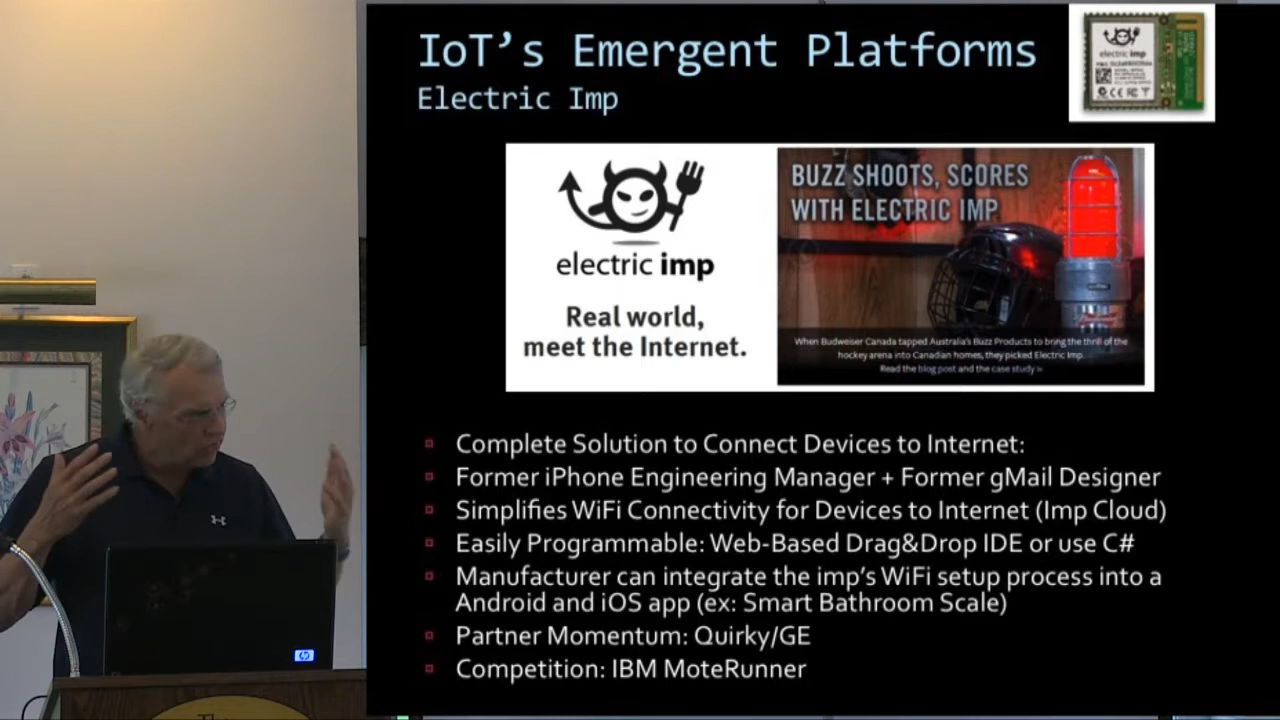 IoT's Emergent Platforms
Electric Imp
electric imp
electric imp
Real world,
meet the Internet.
BUZZ SHOOTS, SCORES
WITH ELECTRIC IMP
When Budweiser Canada tapped Australia's Buzz Products to bring the thrill of the
hockey arena into Canadian homes, they picked Electric Imp.
Read the blog post and the case study »
Complete Solution to Connect Devices to Internet:
Former iPhone Engineering Manager + Former gMail Designer
Simplifies WiFi Connectivity for Devices to Internet (Imp Cloud)
Easily Programmable: Web-Based Drag&Drop IDE or use C#
Manufacturer can integrate the imp's WiFi setup process into a
Android and iOS app (ex: Smart Bathroom Scale)
Partner Momentum: Quirky/GE
Competition: IBM MoteRunner
hp
The